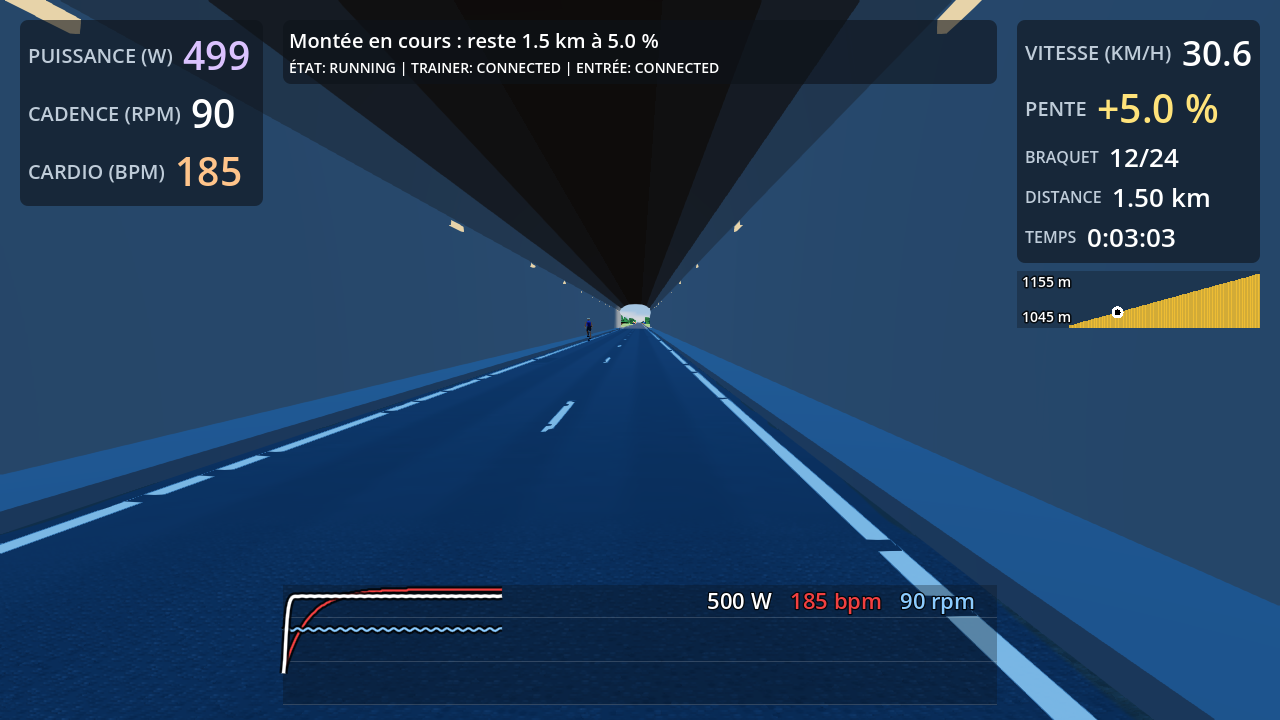 PUISSANCE (W) 499
CADENCE (RPM) 90
CARDIO (BPM) 185
Montée en cours : reste 1.5 km à 5.0 %
ÉTAT: RUNNING | TRAINER: CONNECTED | ENTRÉE: CONNECTED
VITESSE (KM/H) 30.6
PENTE +5.0 %
BRAQUET 12/24
DISTANCE 1.50 km
TEMPS 0:03:03
1155 m
1045 m
500 W 185 bpm 90 rpm